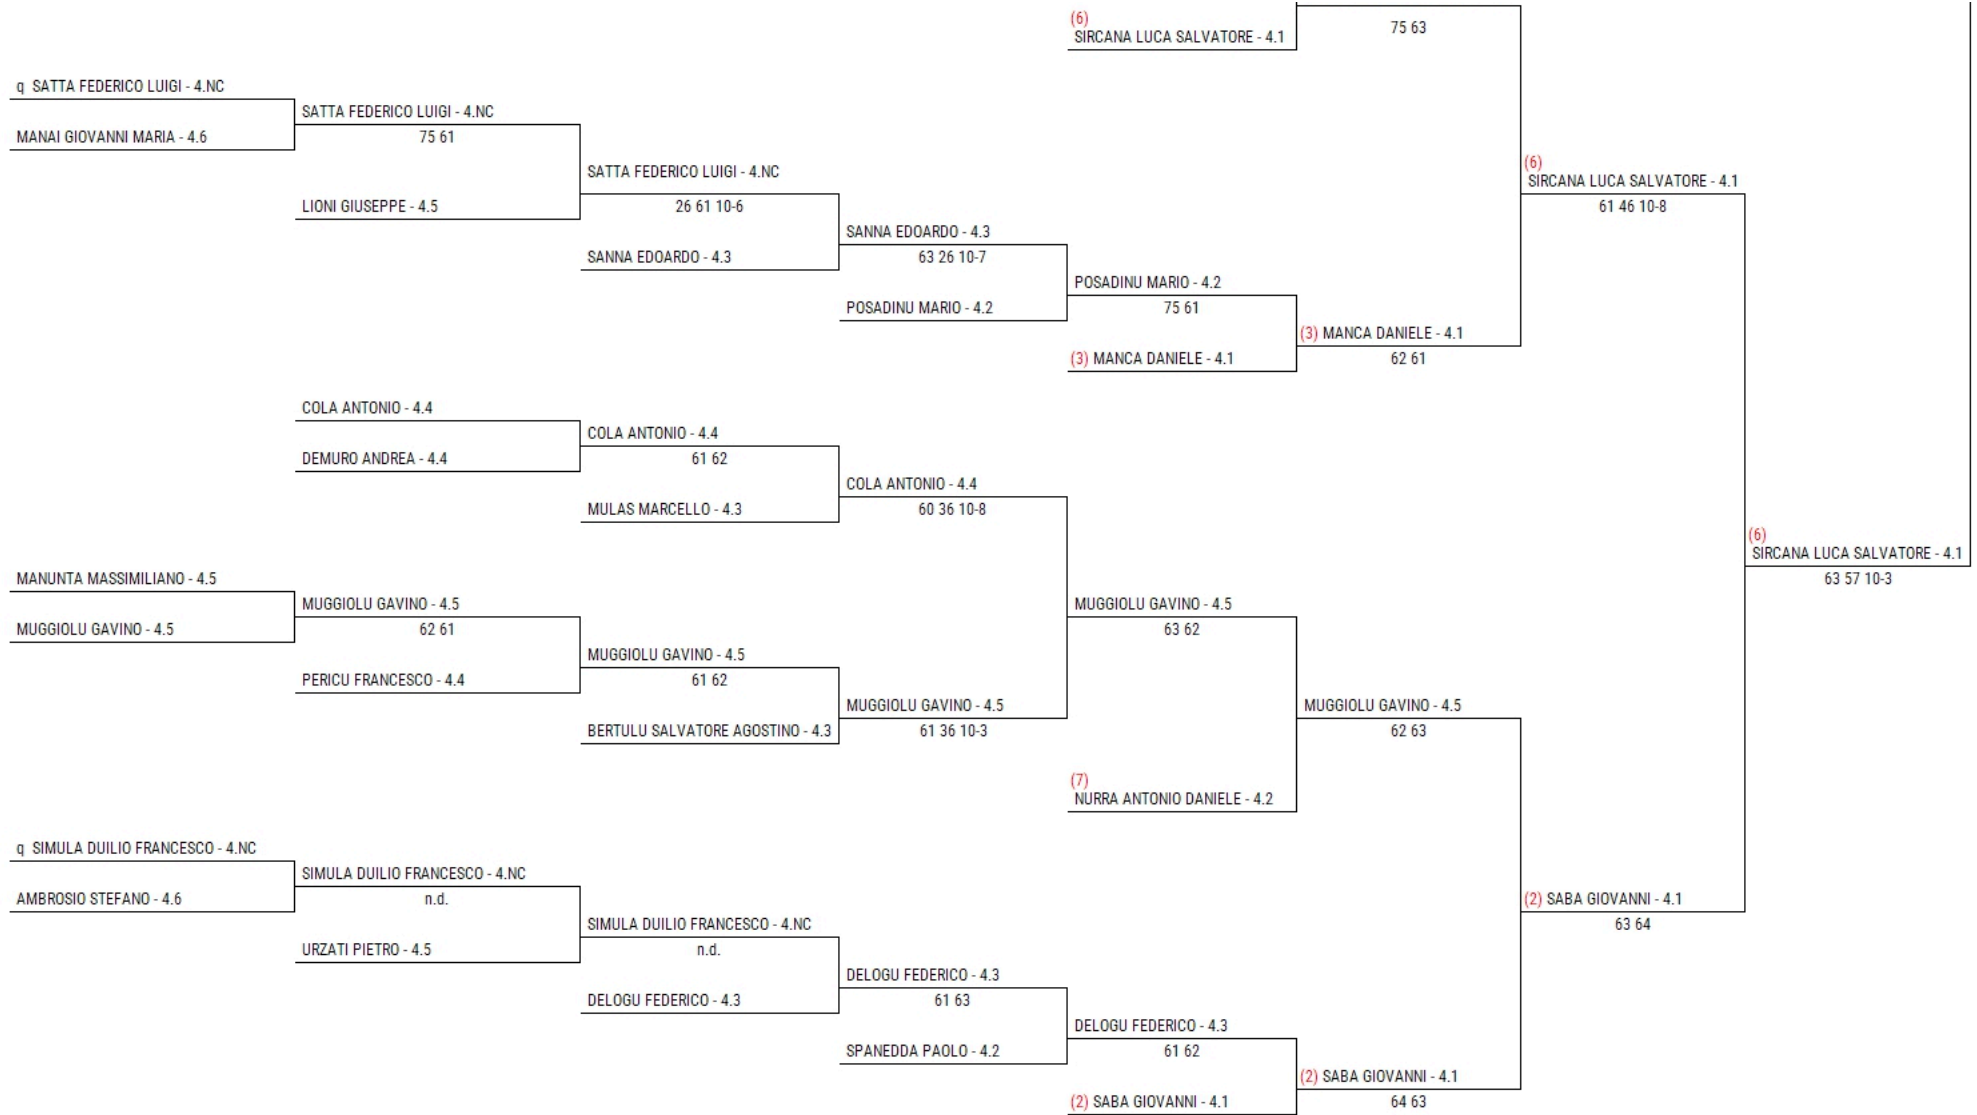 (6)
SIRCANA LUCA SALVATORE - 4.1
75 63
q SATTA FEDERICO LUIGI - 4.NC
MANAI GIOVANNI MARIA - 4.6
SATTA FEDERICO LUIGI - 4.NC
75 61
LIONI GIUSEPPE - 4.5
SATTA FEDERICO LUIGI - 4.NC
26 61 10-6
SANNA EDOARDO - 4.3
SANNA EDOARDO - 4.3
63 26 10-7
POSADINU MARIO - 4.2
POSADINU MARIO - 4.2
75 61
(3) MANCA DANIELE - 4.1
(3) MANCA DANIELE - 4.1
62 61
(6)
SIRCANA LUCA SALVATORE - 4.1
61 46 10-8
COLA ANTONIO - 4.4
DEMURO ANDREA - 4.4
COLA ANTONIO - 4.4
61 62
MULAS MARCELLO - 4.3
COLA ANTONIO - 4.4
60 36 10-8
MANUNTA MASSIMILIANO - 4.5
MUGGIOLU GAVINO - 4.5
MUGGIOLU GAVINO - 4.5
62 61
PERICU FRANCESCO - 4.4
MUGGIOLU GAVINO - 4.5
61 62
BERTULU SALVATORE AGOSTINO - 4.3
MUGGIOLU GAVINO - 4.5
61 36 10-3
MUGGIOLU GAVINO - 4.5
63 62
(7)
NURRA ANTONIO DANIELE - 4.2
MUGGIOLU GAVINO - 4.5
62 63
(6)
SIRCANA LUCA SALVATORE - 4.1
63 57 10-3
q SIMULA DUILIO FRANCESCO - 4.NC
AMBROSIO STEFANO - 4.6
SIMULA DUILIO FRANCESCO - 4.NC
n.d.
URZATI PIETRO - 4.5
SIMULA DUILIO FRANCESCO - 4.NC
n.d.
DELOGU FEDERICO - 4.3
DELOGU FEDERICO - 4.3
61 63
SPANEDDA PAOLO - 4.2
DELOGU FEDERICO - 4.3
61 62
(2) SABA GIOVANNI - 4.1
(2) SABA GIOVANNI - 4.1
64 63
(2) SABA GIOVANNI - 4.1
63 64